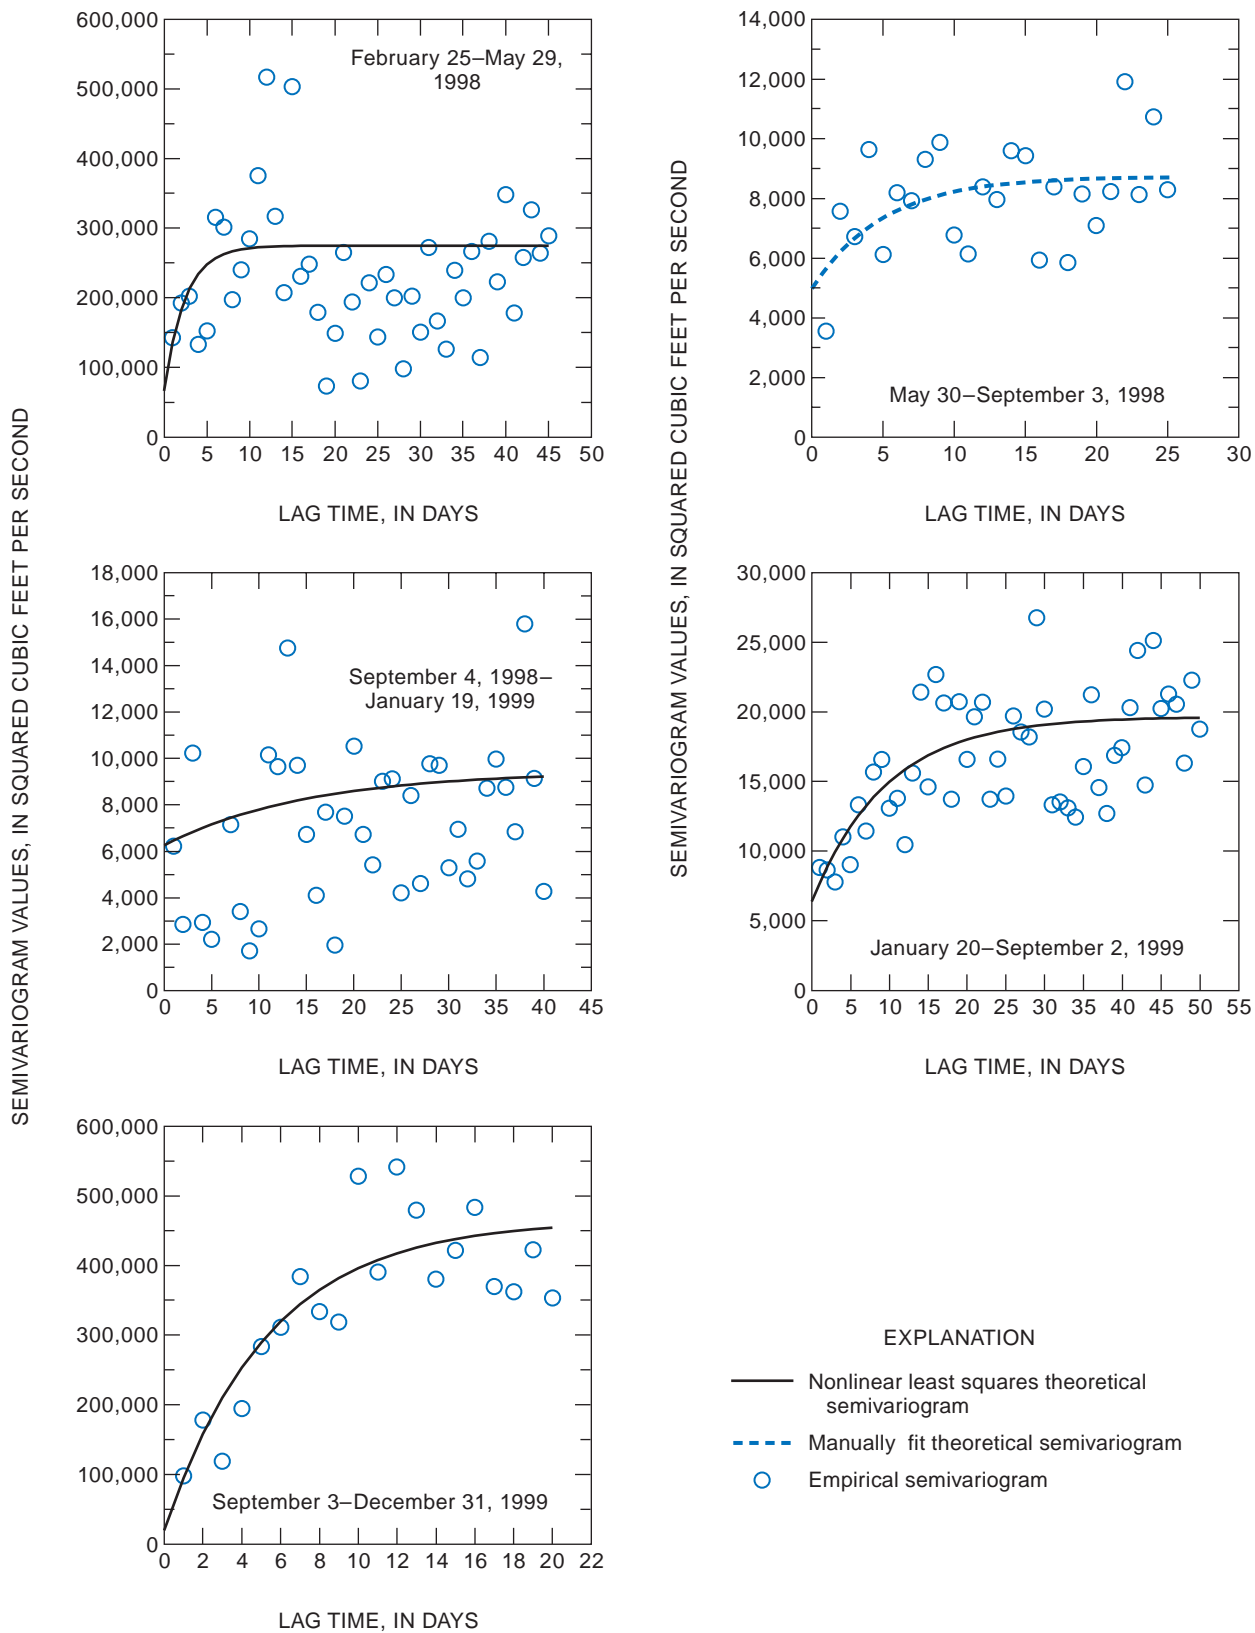 SEMIVARIOGRAM VALUES, IN SQUARED CUBIC FEET PER SECOND
600,000
500,000
400,000
300,000
200,000
100,000
0
February 25–May 29,
1998
0 5 10 15 20 25 30 35 40 45 50
LAG TIME, IN DAYS
SEMIVARIOGRAM VALUES, IN SQUARED CUBIC FEET PER SECOND
14,000
12,000
10,000
8,000
6,000
4,000
2,000
0
May 30–September 3, 1998
0 5 10 15 20 25 30
LAG TIME, IN DAYS
18,000
16,000
14,000
12,000
10,000
8,000
6,000
4,000
2,000
0
September 4, 1998–
January 19, 1999
0 5 10 15 20 25 30 35 40 45
LAG TIME, IN DAYS
30,000
25,000
20,000
15,000
10,000
5,000
0
January 20–September 2, 1999
0 5 10 15 20 25 30 35 40 45 50 55
LAG TIME, IN DAYS
600,000
500,000
400,000
300,000
200,000
100,000
0
September 3–December 31, 1999
0 2 4 6 8 10 12 14 16 18 20 22
LAG TIME, IN DAYS
EXPLANATION
Nonlinear least squares theoretical
semivariogram
Manually fit theoretical semivariogram
Empirical semivariogram